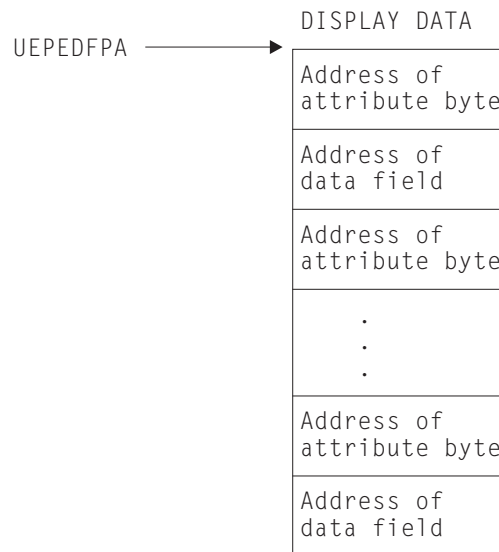 DISPLAY DATA
UEPEDFPA
Address of
attribute byte
Address of
data field
Address of
attribute byte
.
.
.
Address of
attribute byte
Address of
data field